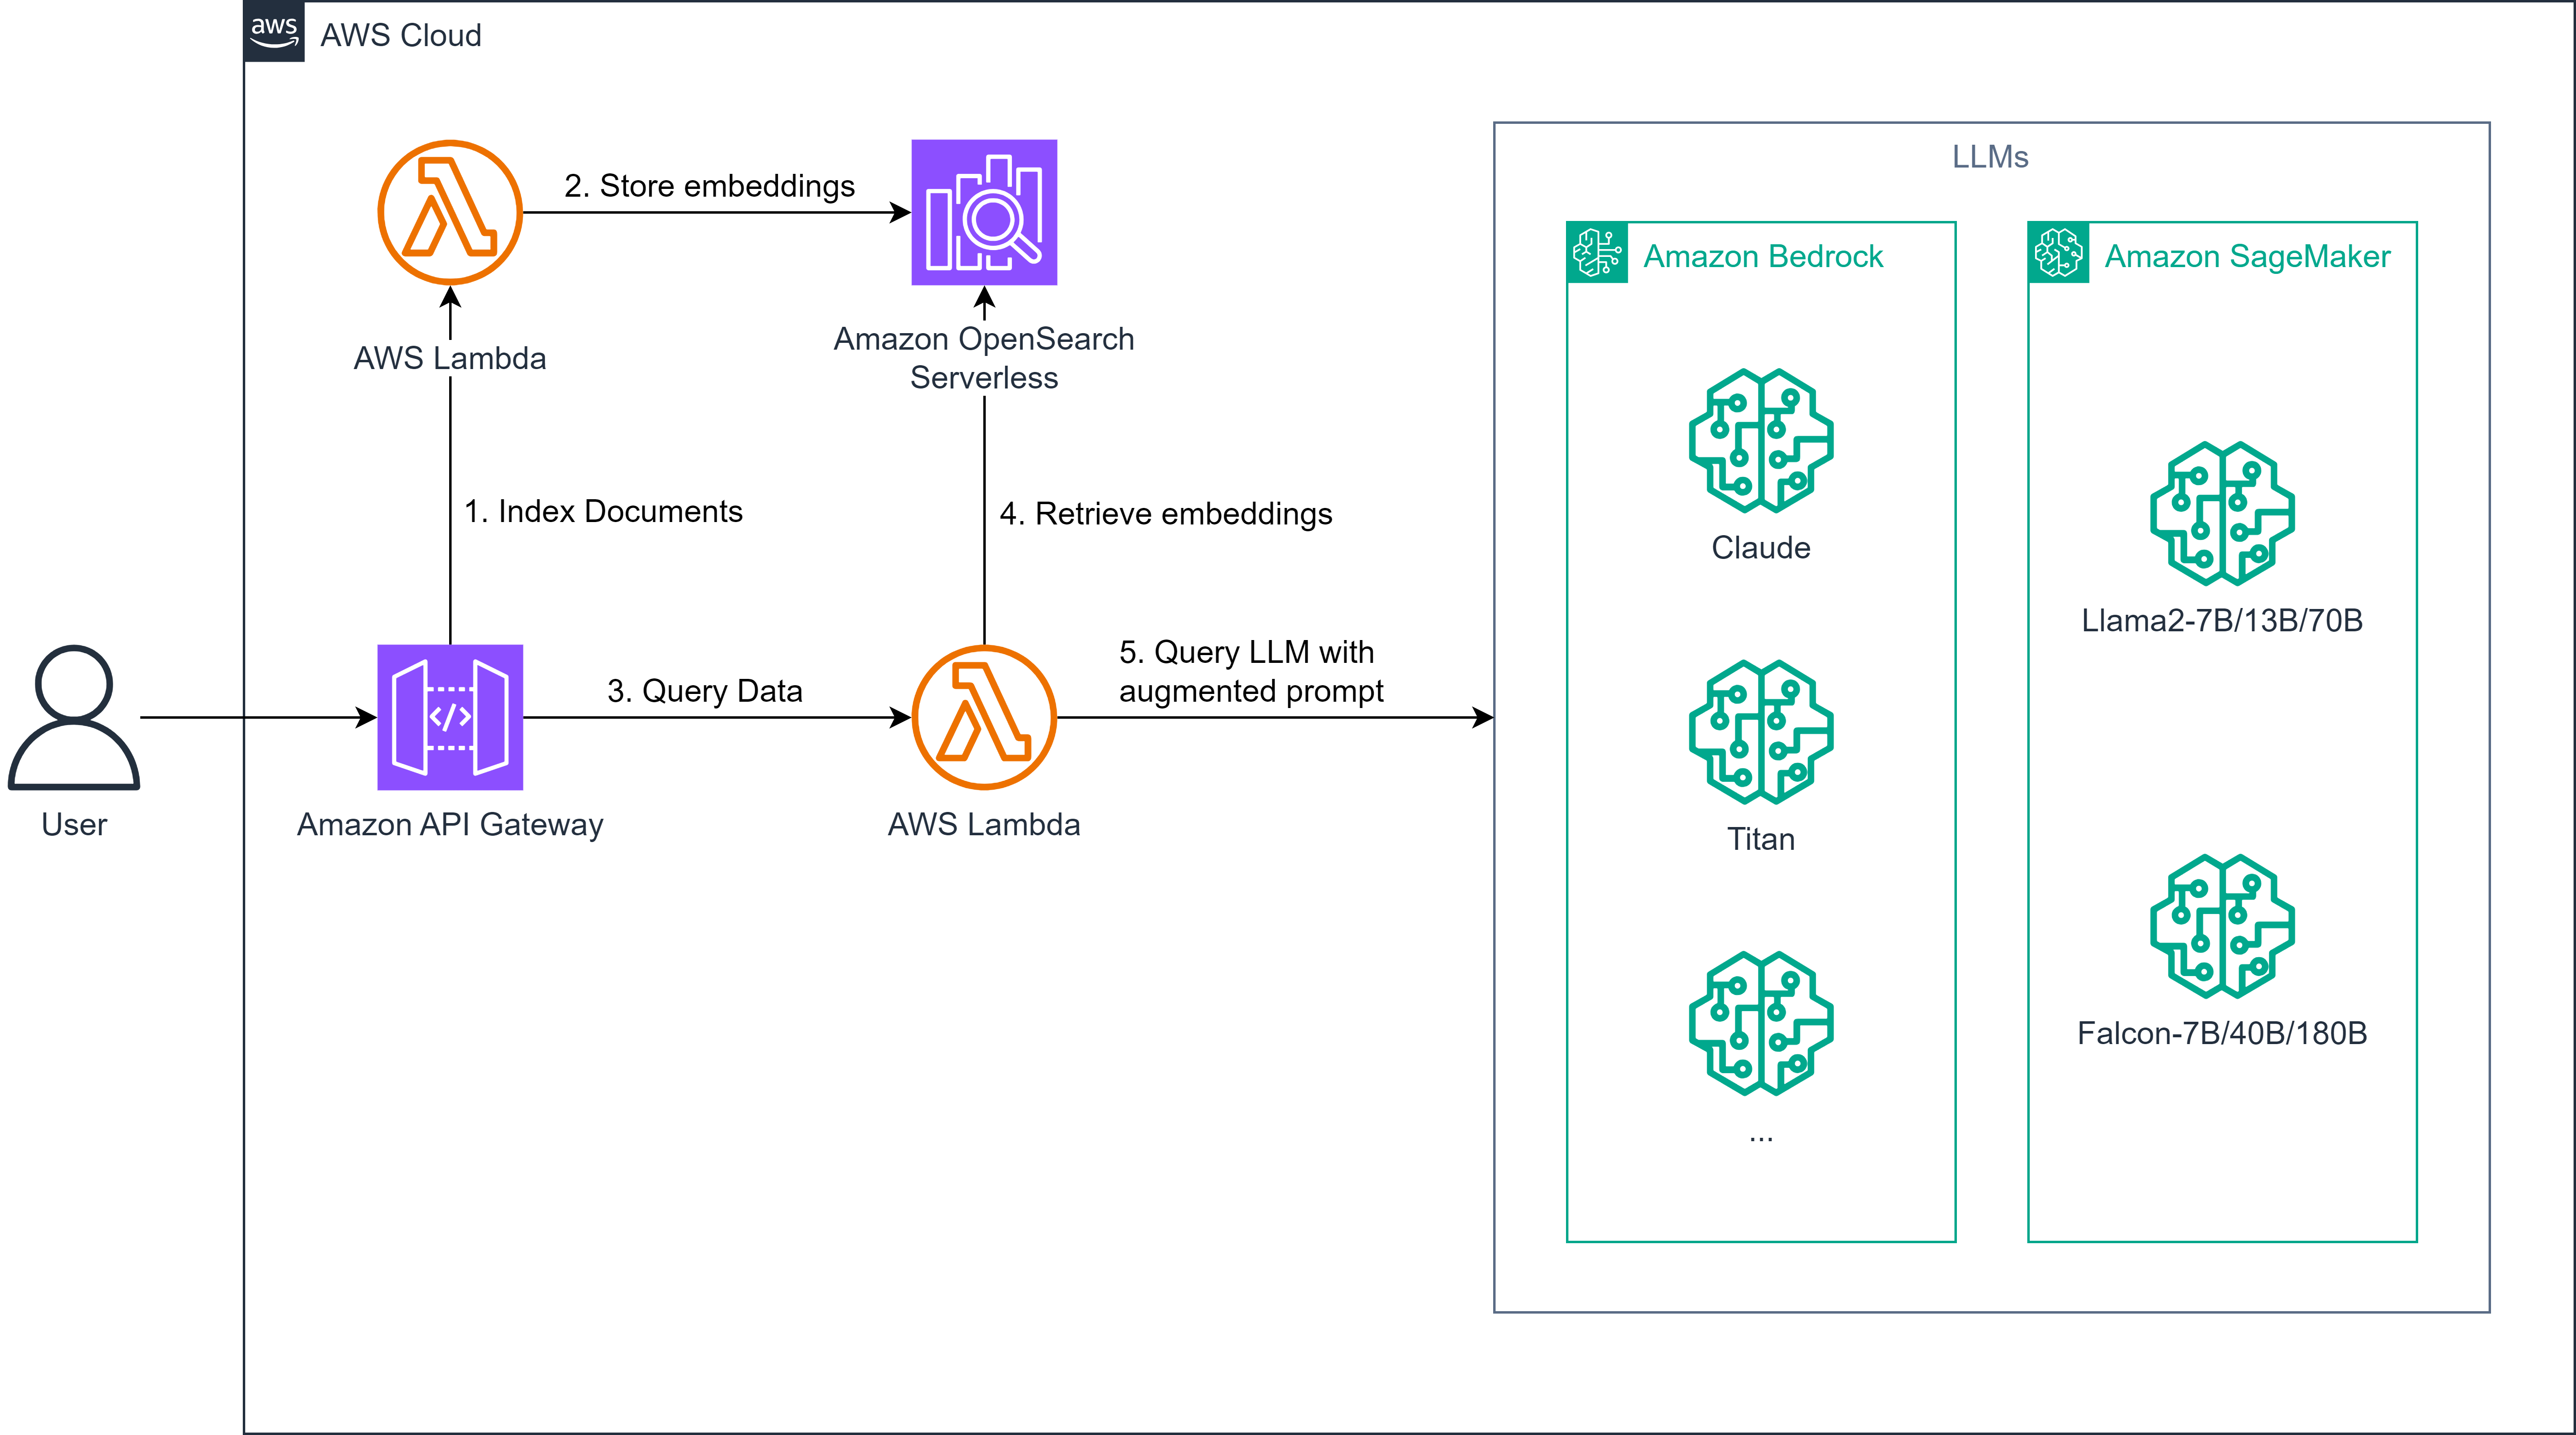 aws
AWS Cloud
2. Store embeddings
AWS Lambda
Amazon OpenSearch
Serverless
1. Index Documents
4. Retrieve embeddings
User
Amazon API Gateway
</>
3. Query Data
AWS Lambda
5. Query LLM with
augmented prompt
LLMs
Amazon Bedrock
Claude
Titan
...
Amazon SageMaker
Llama2-7B/13B/70B
Falcon-7B/40B/180B